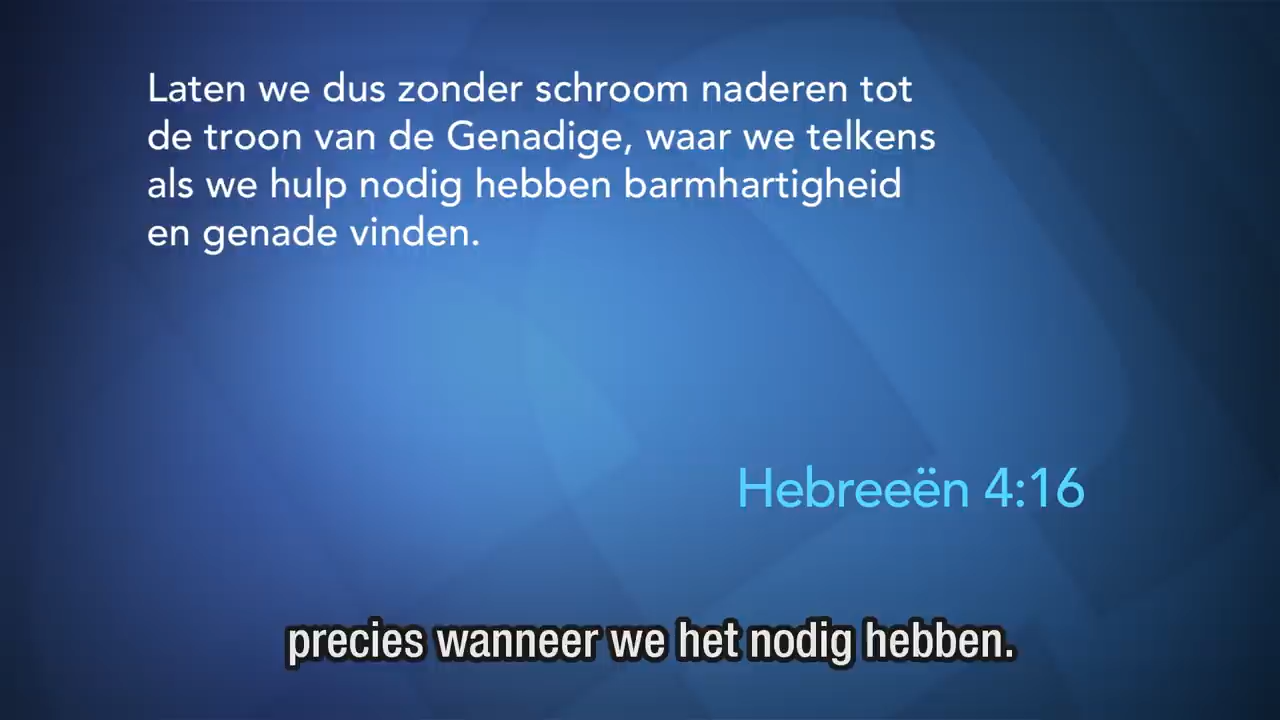 Laten we dus zonder schroom naderen tot
de troon van de Genadige, waar we telkens
als we hulp nodig hebben barmhartigheid
en genade vinden.
Hebreeën 4:16
precies wanneer we het nodig hebben.